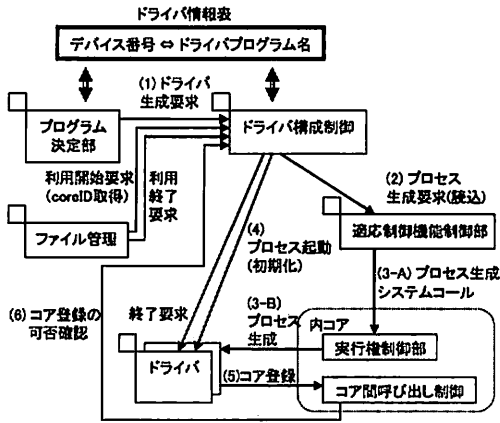 ドライバ情報表
デバイス番号 ⇔ ドライバプログラム名
(1)ドライバ
生成要求
プログラム
決定部
ドライバ構成制御
利用開始要求
(coreID取得)
利用
終了
要求
(2) プロセス
生成要求(読込)
ファイル管理
(4)
プロセス起動
(初期化)
適応制御機能制御部
(3-A) プロセス生成
システムコール
(6) コア登録の
可否確認
終了要求
(3-B)
プロセス
生成
内コア
実行権制御部
ドライバ
(5)コア登録
コア間呼び出し制御